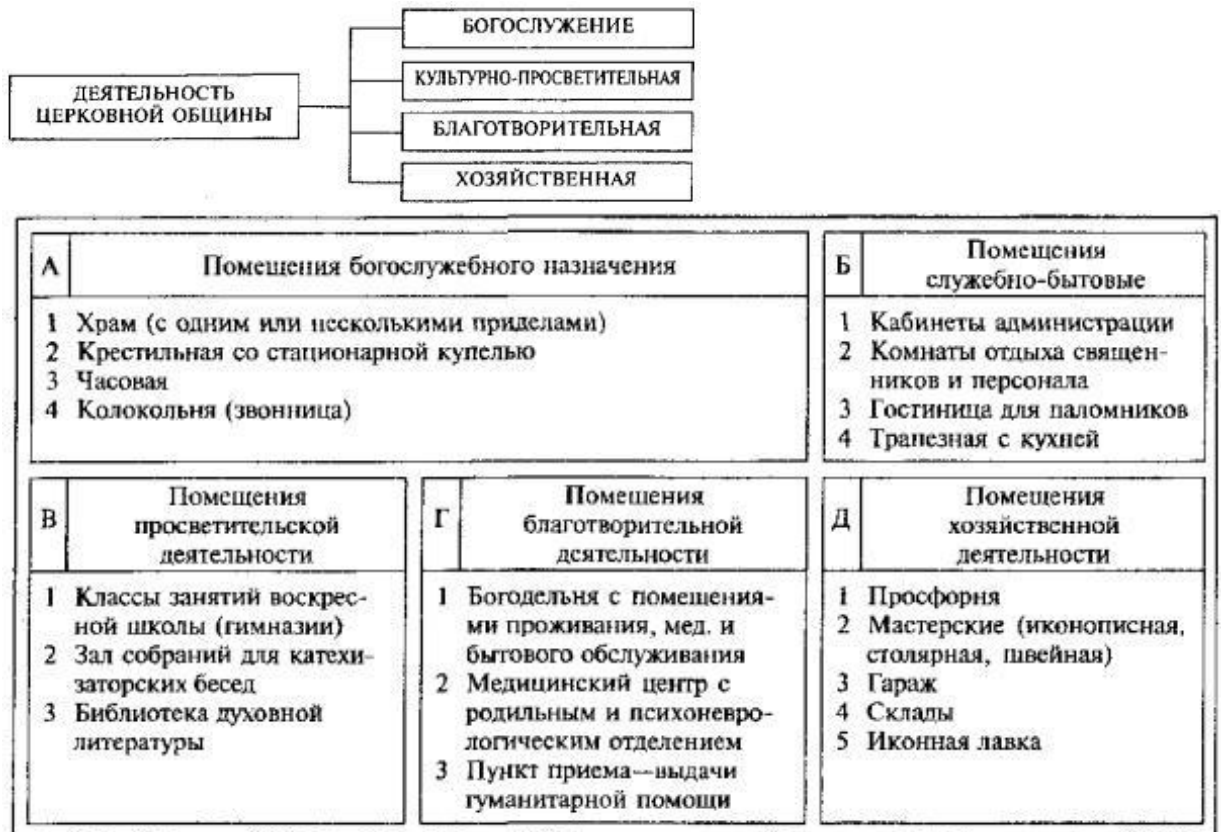 ДЕЯТЕЛЬНОСТЬ
ЦЕРКОВНОЙ ОБЩИНЫ
БОГОСЛУЖЕНИЕ
КУЛЬТУРНО-ПРОСВЕТИТЕЛЬНАЯ
БЛАГОТВОРИТЕЛЬНАЯ
ХОЗЯЙСТВЕННАЯ
А
Помещения богослужебного назначения
1 Храм (с одним или несколькими приделами)
2 Крестильная со стационарной купелью
3 Часовая
4 Колокольня (звонница)
Б
Помещения
служебно-бытовые
1 Кабинеты администрации
2 Комнаты отдыха священ-
ников и персонала
3 Гостиница для паломников
4 Трапезная с кухней
В
Помещения
просветительской
деятельности
1 Классы занятий воскрес-
ной школы (гимназии)
2 Зал собраний для катехи-
заторских бесед
3 Библиотека духовной
литературы
Г
Помещения
благотворительной
деятельности
1 Богодельня с помещения-
ми проживания, мед. и
бытового обслуживания
2 Медицинский центр с
родильным и психоневро-
логическим отделением
3 Пункт приема—выдачи
гуманитарной помощи
Д
Помещения
хозяйственной
деятельности
1 Просфорня
2 Мастерские (иконописная,
столярная, швейная)
3 Гараж
4 Склады
5 Иконная лавка